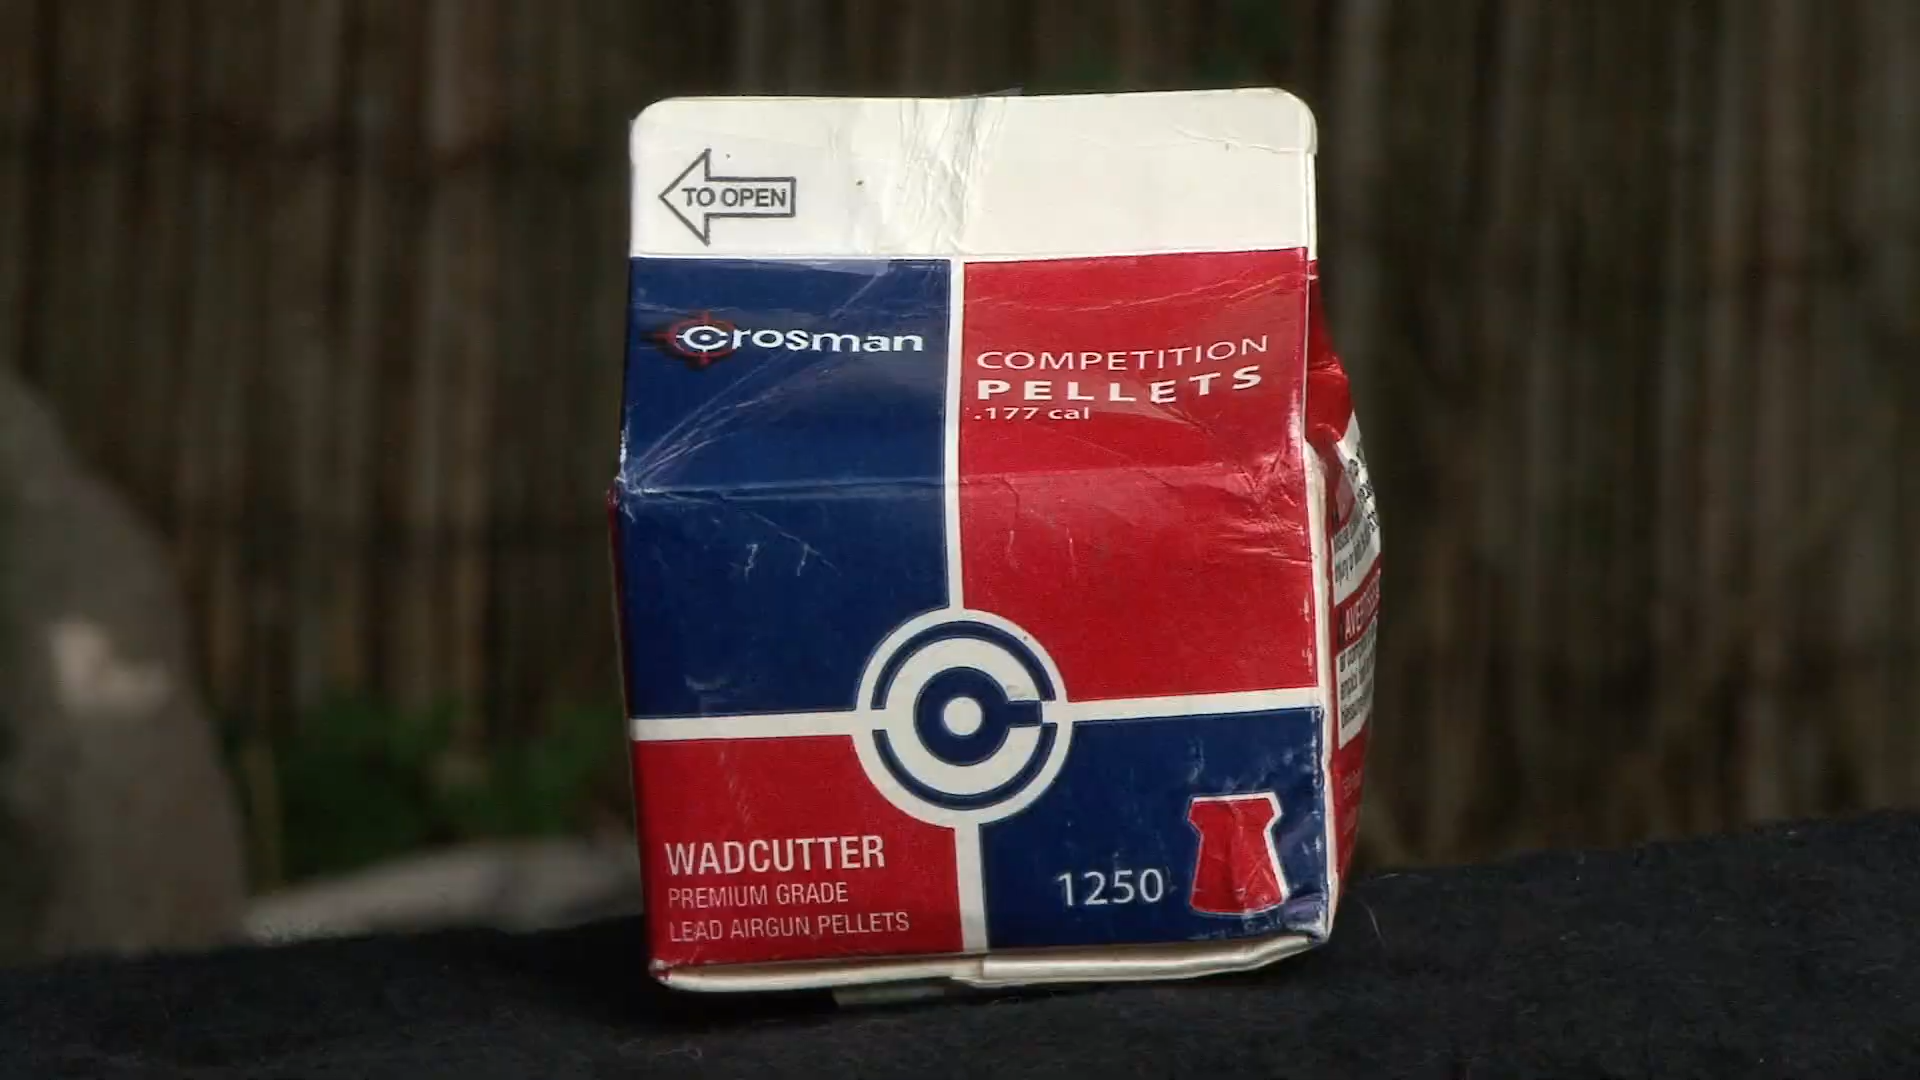 TO OPEN
crosman
COMPETITION
PELLETS
.177 cal
WADCUTTER
PREMIUM GRADE
LEAD AIRGUN PELLETS
1250